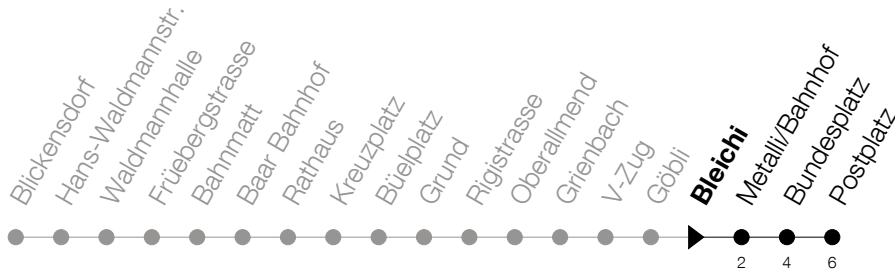 Blickensdorf
Hans-Waldmannstr.
Waldmannhalle
Früebergstrasse
Bahnmatt
Baar Bahnhof
Rathaus
Kreuzplatz
Büelplatz
Grund
Rigistrasse
Oberallmend
Grienbach
V-Zug
Göbli
Bleichi
Metalli/Bahnhof
Bundesplatz
Postplatz
2 4 6